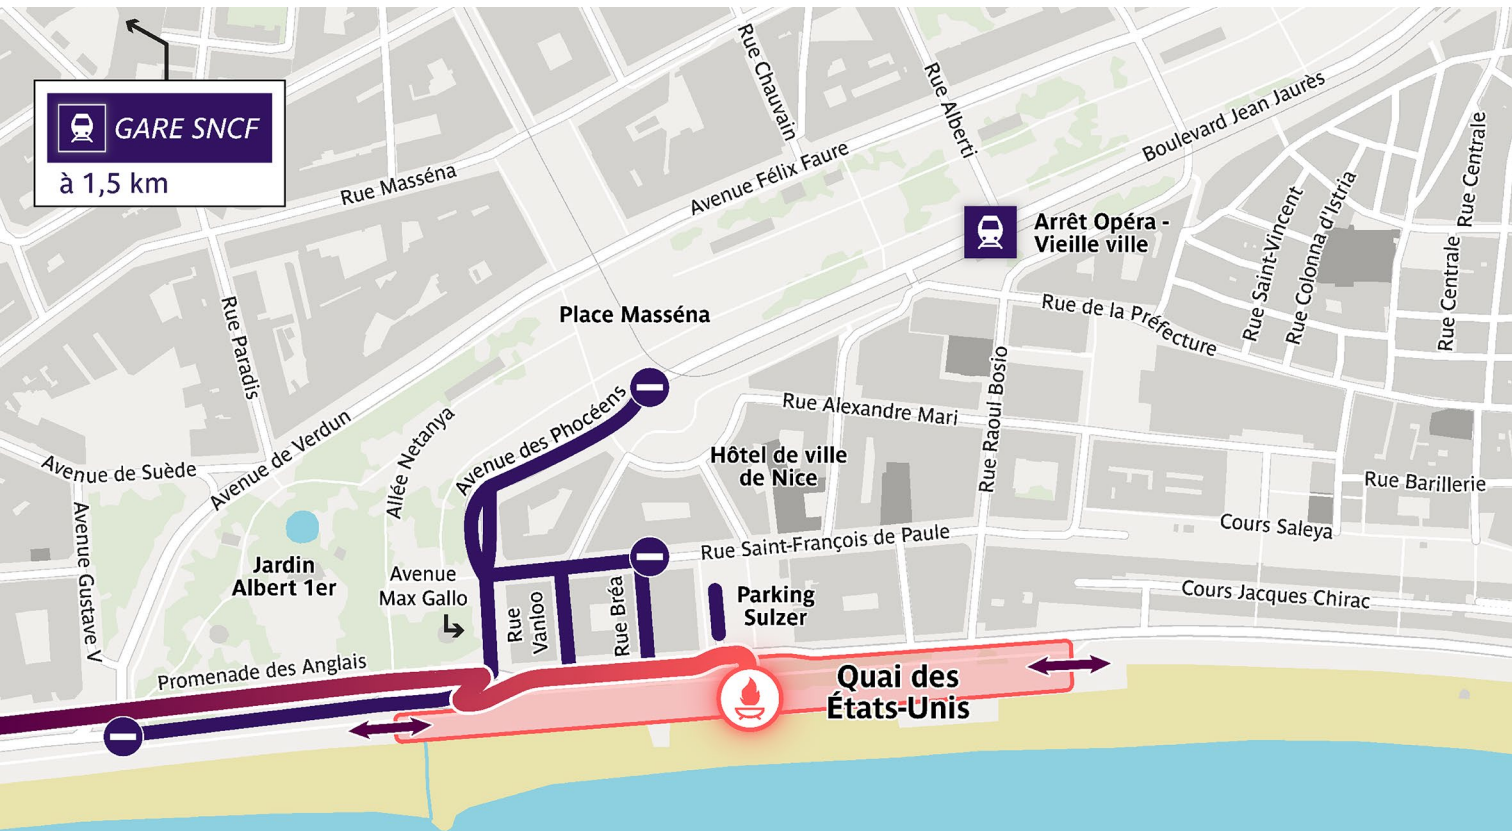 GARE SNCF
à 1,5 km
Rue Masséna
Rue Chauvain
Rue Alberti
Avenue Félix Faure
Boulevard Jean Jaurès
Rue Centrale
Rue Centrale
Rue Saint-Vincent
Rue Colonna d'Istria
Arrêt Opéra -
Vieille ville
Rue de la Préfecture
Place Masséna
Rue Paradis
Rue Raoul Bosio
Rue Alexandre Mari
Avenue des Phocéens
Allée Netanya
Avenue de Verdun
Avenue de Suède
Hôtel de ville
de Nice
Rue Barillerie
Cours Saleya
Rue Saint-François de Paule
Avenue Gustave V
Jardin
Albert 1er
Avenue
Max Gallo
Rue
Vanloo
Rue Bréa
Parking
Sulzer
Cours Jacques Chirac
Promenade des Anglais
Quai des
États-Unis